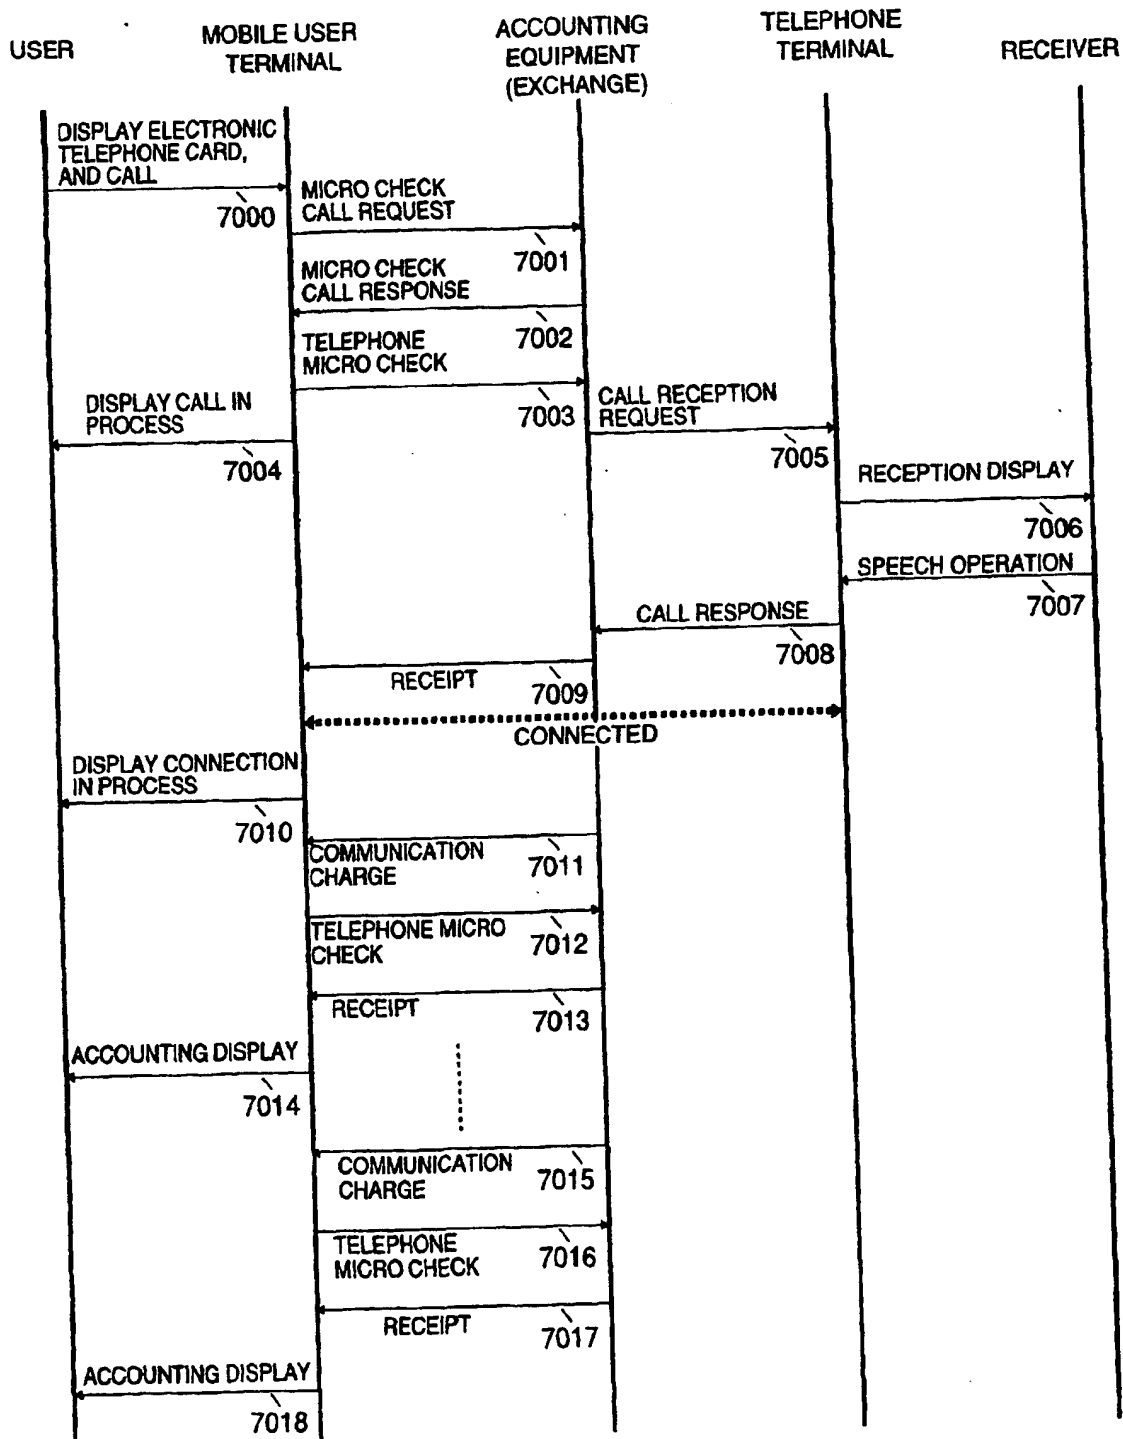 USER
MOBILE USER
TERMINAL
ACCOUNTING
EQUIPMENT
(EXCHANGE)
TELEPHONE
TERMINAL
RECEIVER
DISPLAY ELECTRONIC
TELEPHONE CARD,
AND CALL
7000
MICRO CHECK
CALL REQUEST
7001
MICRO CHECK
CALL RESPONSE
7002
TELEPHONE
MICRO CHECK
7003
DISPLAY CALL IN
PROCESS
7004
CALL RECEPTION
REQUEST
7005
RECEPTION DISPLAY
7006
SPEECH OPERATION
7007
CALL RESPONSE
7008
RECEIPT
7009
CONNECTED
DISPLAY CONNECTION
IN PROCESS
7010
COMMUNICATION
CHARGE
7011
TELEPHONE MICRO
CHECK
7012
RECEIPT
7013
ACCOUNTING DISPLAY
7014
COMMUNICATION
CHARGE
7015
TELEPHONE
MICRO CHECK
7016
RECEIPT
7017
ACCOUNTING DISPLAY
7018